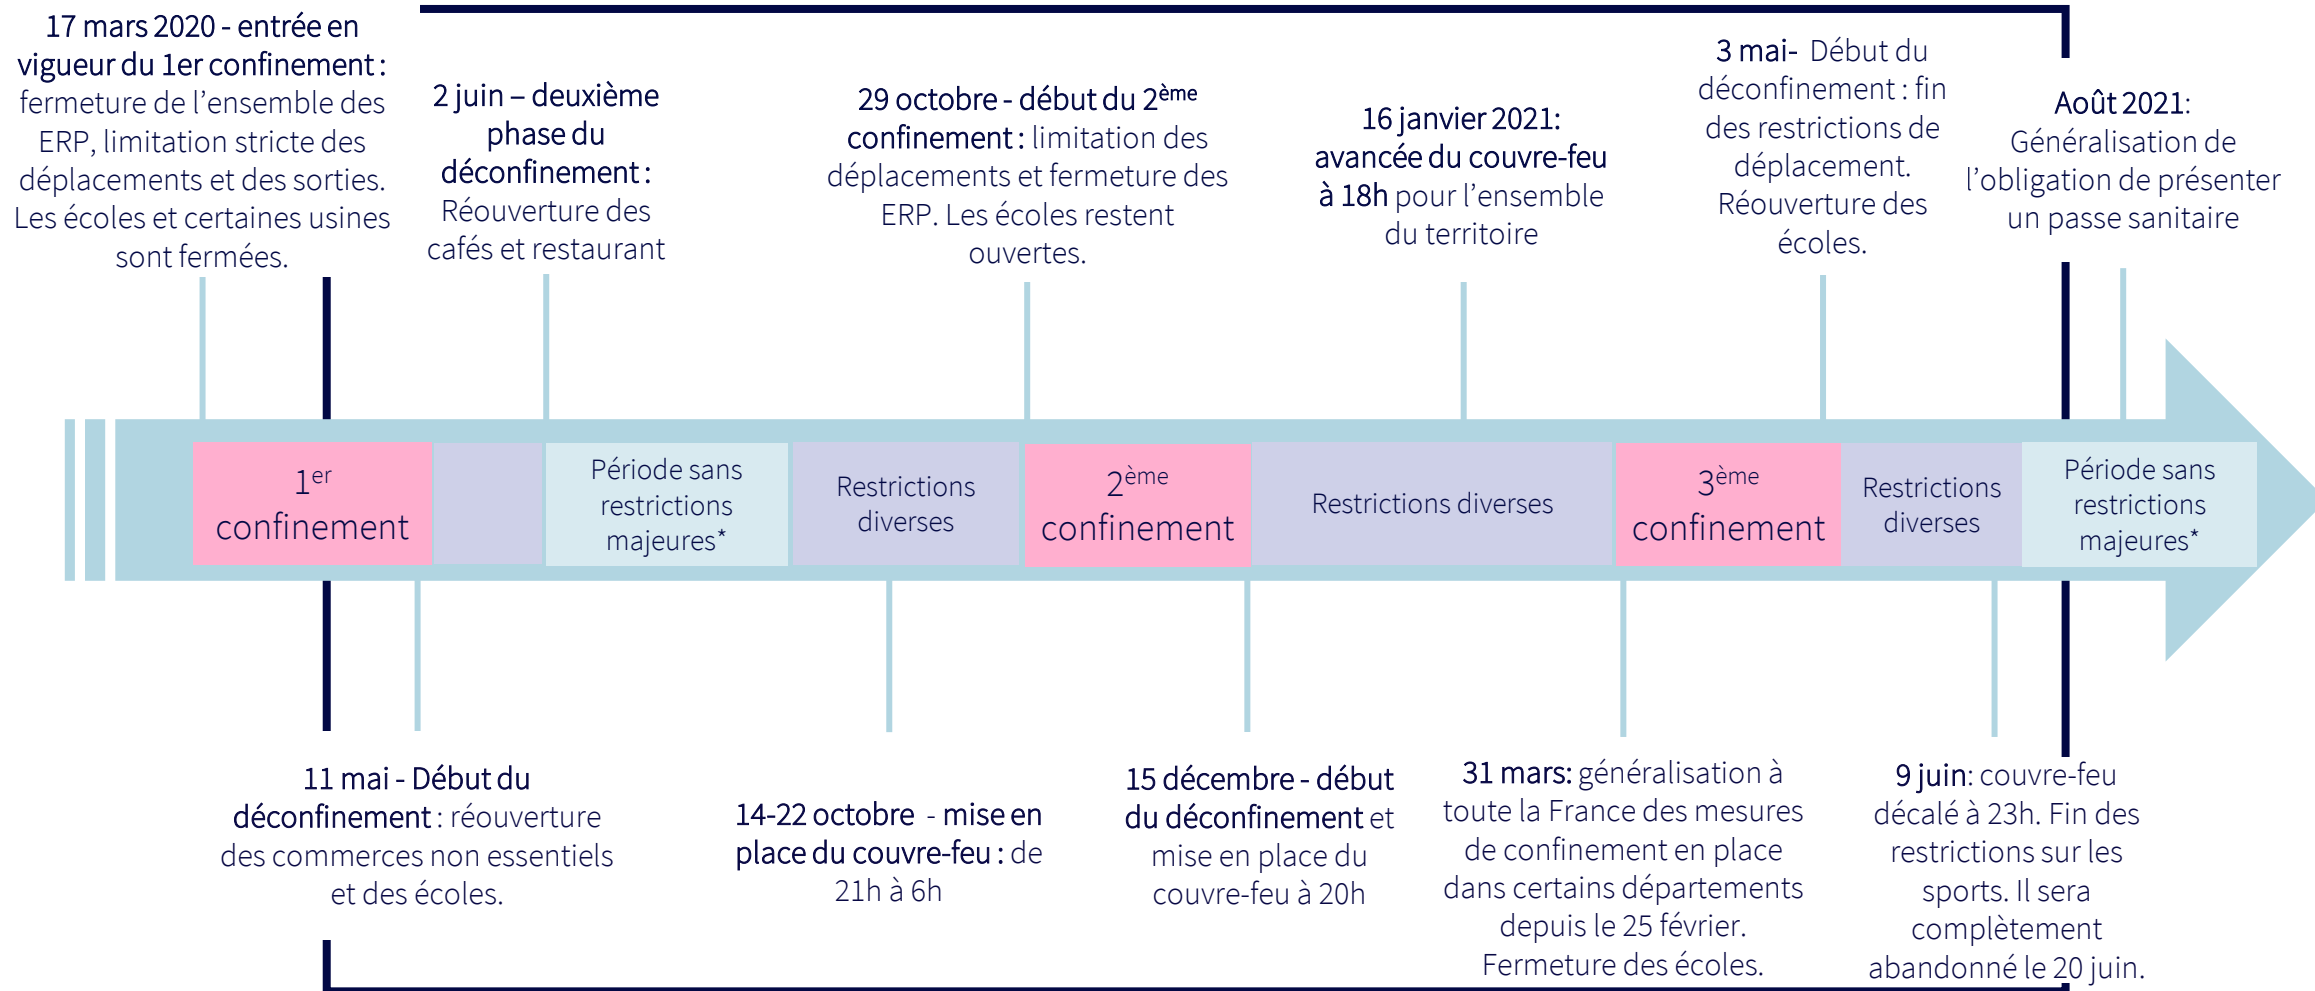 17 mars 2020 - entrée en
vigueur du 1er confinement :
fermeture de l'ensemble des
ERP, limitation stricte des
déplacements et des sorties.
Les écoles et certaines usines
sont fermées.
2 juin – deuxième
phase du
déconfinement :
Réouverture des
cafés et restaurant
29 octobre - début du 2ème
confinement : limitation des
déplacements et fermeture des
ERP. Les écoles restent
ouvertes.
16 janvier 2021:
avancée du couvre-feu
à 18h pour l'ensemble
du territoire
3 mai- Début du
déconfinement : fin
des restrictions de
déplacement.
Réouverture des
écoles.
Août 2021:
Généralisation de
l'obligation de présenter
un passe sanitaire
1er
confinement
Période sans
restrictions
majeures*
Restrictions
diverses
2ème
confinement
Restrictions diverses
3ème
confinement
Restrictions
diverses
Période sans
restrictions
majeures*
11 mai - Début du
déconfinement : réouverture
des commerces non essentiels
et des écoles.
14-22 octobre - mise en
place du couvre-feu : de
21h à 6h
15 décembre - début
du déconfinement et
mise en place du
couvre-feu à 20h
31 mars: généralisation à
toute la France des mesures
de confinement en place
dans certains départements
depuis le 25 février.
Fermeture des écoles.
9 juin: couvre-feu
décalé à 23h. Fin des
restrictions sur les
sports. Il sera
complètement
abandonné le 20 juin.